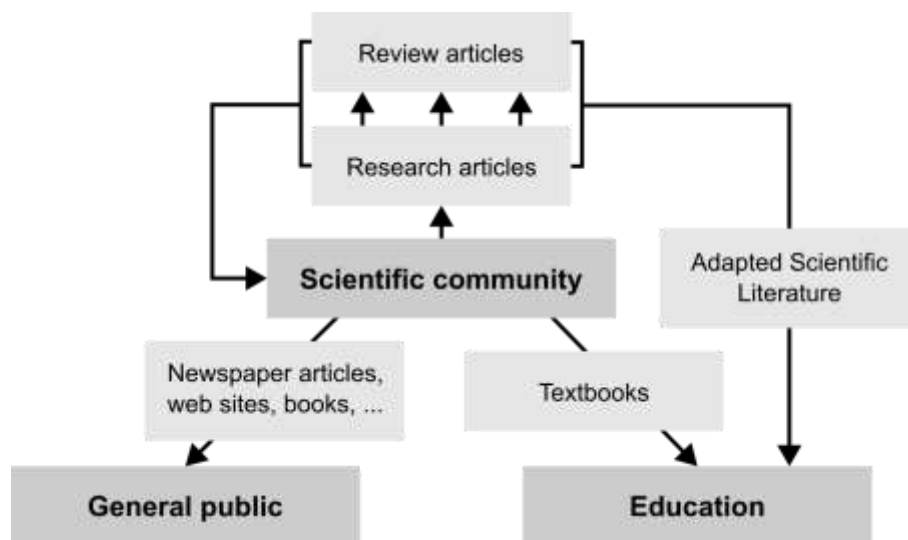 Review articles
Research articles
Scientific community
Adapted Scientific
Literature
Newspaper articles,
web sites, books, ...
Textbooks
General public
Education